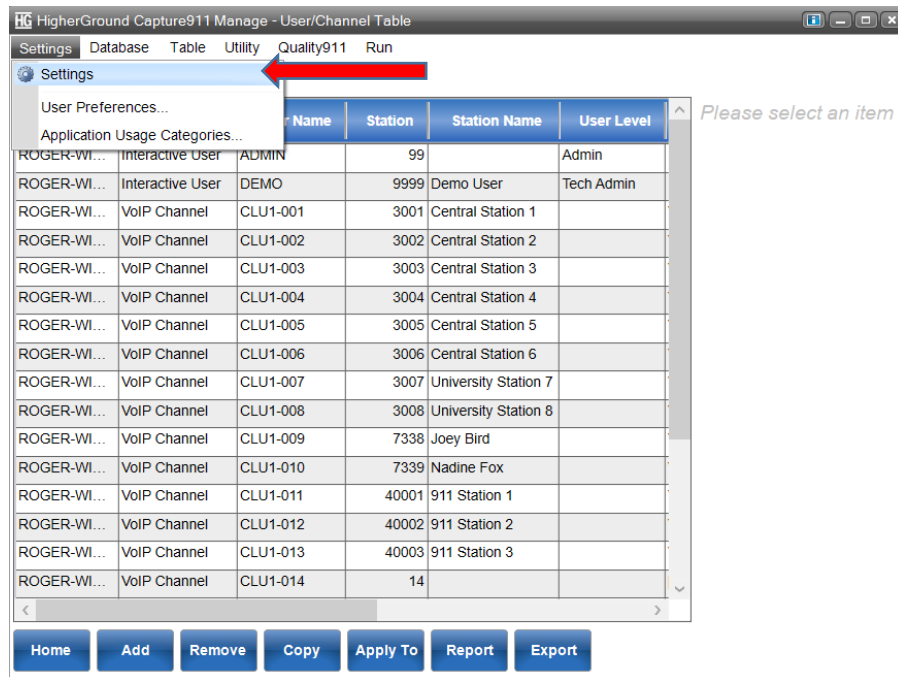 HG HigherGround Capture911 Manage - User/Channel Table
Settings Database Table Utility Quality911 Run
Settings
User Preferences...
Application Usage Categories...
Name Station Station Name User Level
Please select an item
ROGER-WI... Interactive User ADMIN 99 Admin
ROGER-WI... Interactive User DEMO 9999 Demo User Tech Admin
ROGER-WI... VoIP Channel CLU1-001 3001 Central Station 1
ROGER-WI... VoIP Channel CLU1-002 3002 Central Station 2
ROGER-WI... VoIP Channel CLU1-003 3003 Central Station 3
ROGER-WI... VoIP Channel CLU1-004 3004 Central Station 4
ROGER-WI... VoIP Channel CLU1-005 3005 Central Station 5
ROGER-WI... VoIP Channel CLU1-006 3006 Central Station 6
ROGER-WI... VoIP Channel CLU1-007 3007 University Station 7
ROGER-WI... VoIP Channel CLU1-008 3008 University Station 8
ROGER-WI... VoIP Channel CLU1-009 7338 Joey Bird
ROGER-WI... VoIP Channel CLU1-010 7339 Nadine Fox
ROGER-WI... VoIP Channel CLU1-011 40001 911 Station 1
ROGER-WI... VoIP Channel CLU1-012 40002 911 Station 2
ROGER-WI... VoIP Channel CLU1-013 40003 911 Station 3
ROGER-WI... VoIP Channel CLU1-014 14
Home Add Remove Copy Apply To Report Export